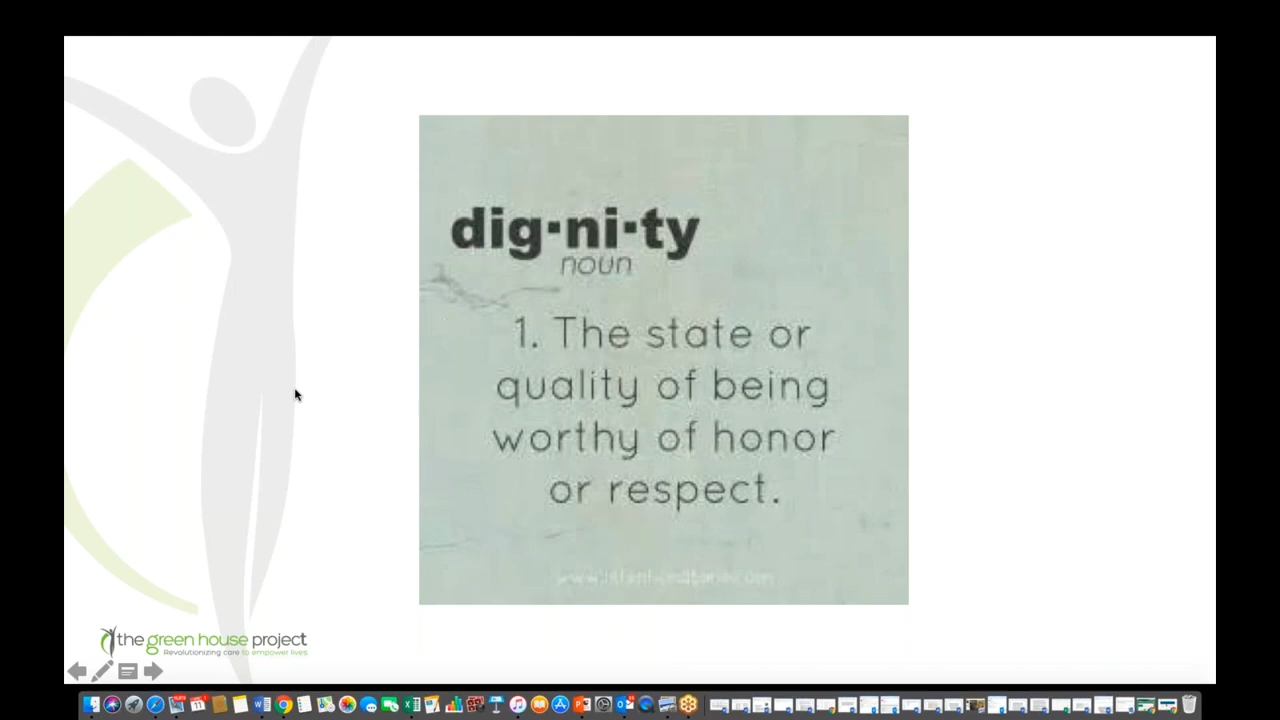 dig·ni·ty
noun
1. The state or
quality of being
worthy of honor
or respect.
the green house project
Revolutionizing care to empower lives